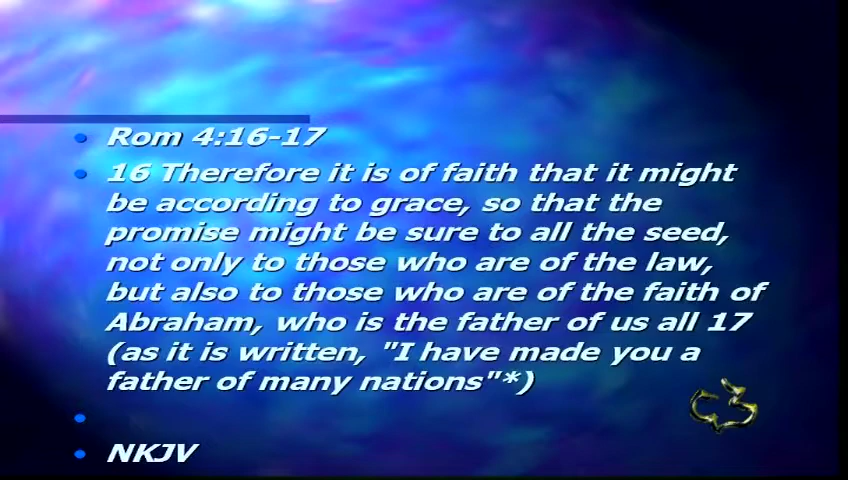 Rom 4:16-17
16 Therefore it is of faith that it might
be according to grace, so that the
promise might be sure to all the seed,
not only to those who are of the law,
but also to those who are of the faith of
Abraham, who is the father of us all 17
(as it is written, "I have made you a
father of many nations"*)
NKJV
C3